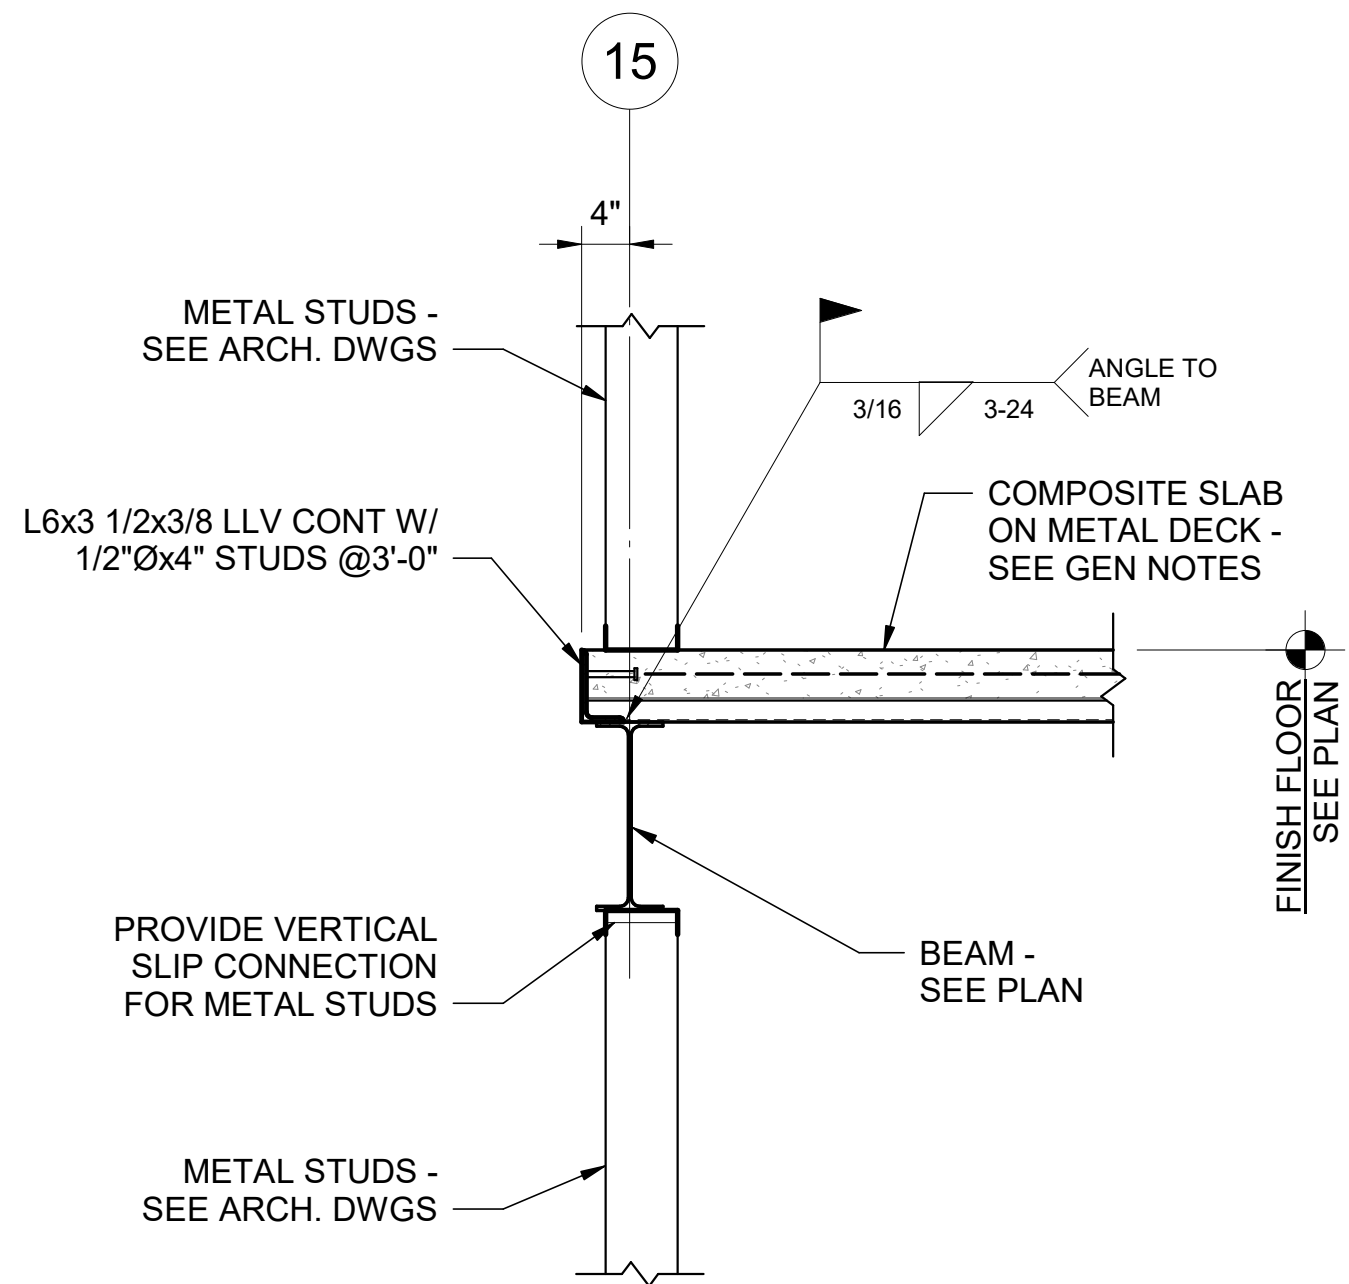 15
4"
METAL STUDS -
SEE ARCH. DWGS
ANGLE TO
BEAM
3/16
3-24
L6x3 1/2x3/8 LLV CONT W/
1/2"Øx4" STUDS @3'-0"
COMPOSITE SLAB
ON METAL DECK -
SEE GEN NOTES
FINISH FLOOR
SEE PLAN
PROVIDE VERTICAL
SLIP CONNECTION
FOR METAL STUDS
BEAM -
SEE PLAN
METAL STUDS -
SEE ARCH. DWGS